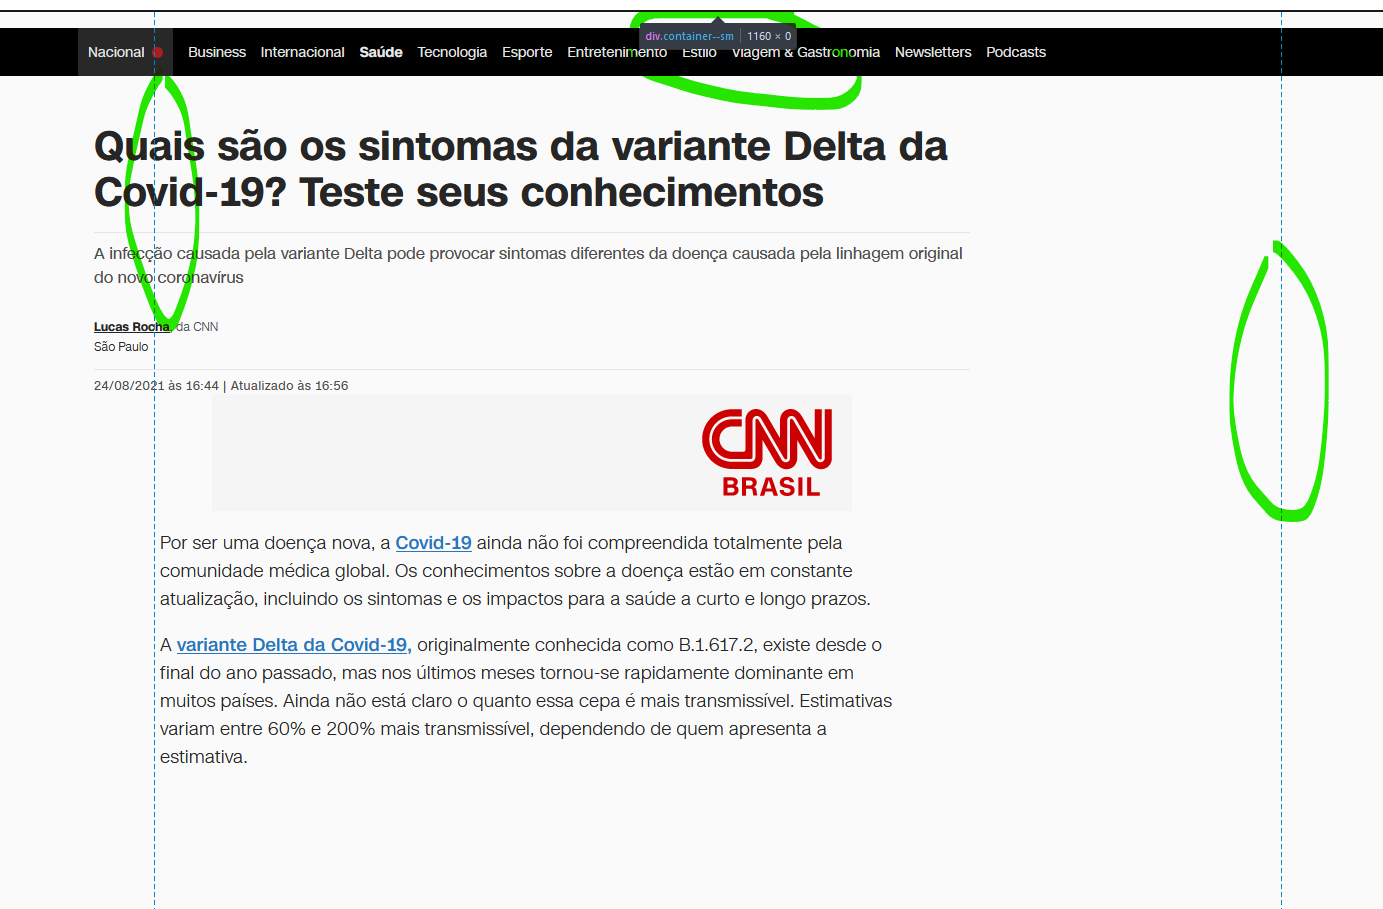 div.container--sm 1160 × 0
Nacional Business Internacional Saúde Tecnologia Esporte Entretenimento Estilo Viagem & Gastronomia Newsletters Podcasts
Quais são os sintomas da variante Delta da
Covid-19? Teste seus conhecimentos
A infecção causada pela variante Delta pode provocar sintomas diferentes da doença causada pela linhagem original
do novo coronavírus
Lucas Rocha, da CNN
São Paulo
24/08/2021 às 16:44 | Atualizado às 16:56
CNN
BRASIL
Por ser uma doença nova, a Covid-19 ainda não foi compreendida totalmente pela
comunidade médica global. Os conhecimentos sobre a doença estão em constante
atualização, incluindo os sintomas e os impactos para a saúde a curto e longo prazos.
A variante Delta da Covid-19, originalmente conhecida como B.1.617.2, existe desde o
final do ano passado, mas nos últimos meses tornou-se rapidamente dominante em
muitos países. Ainda não está claro o quanto essa cepa é mais transmissível. Estimativas
variam entre 60% e 200% mais transmissível, dependendo de quem apresenta a
estimativa.